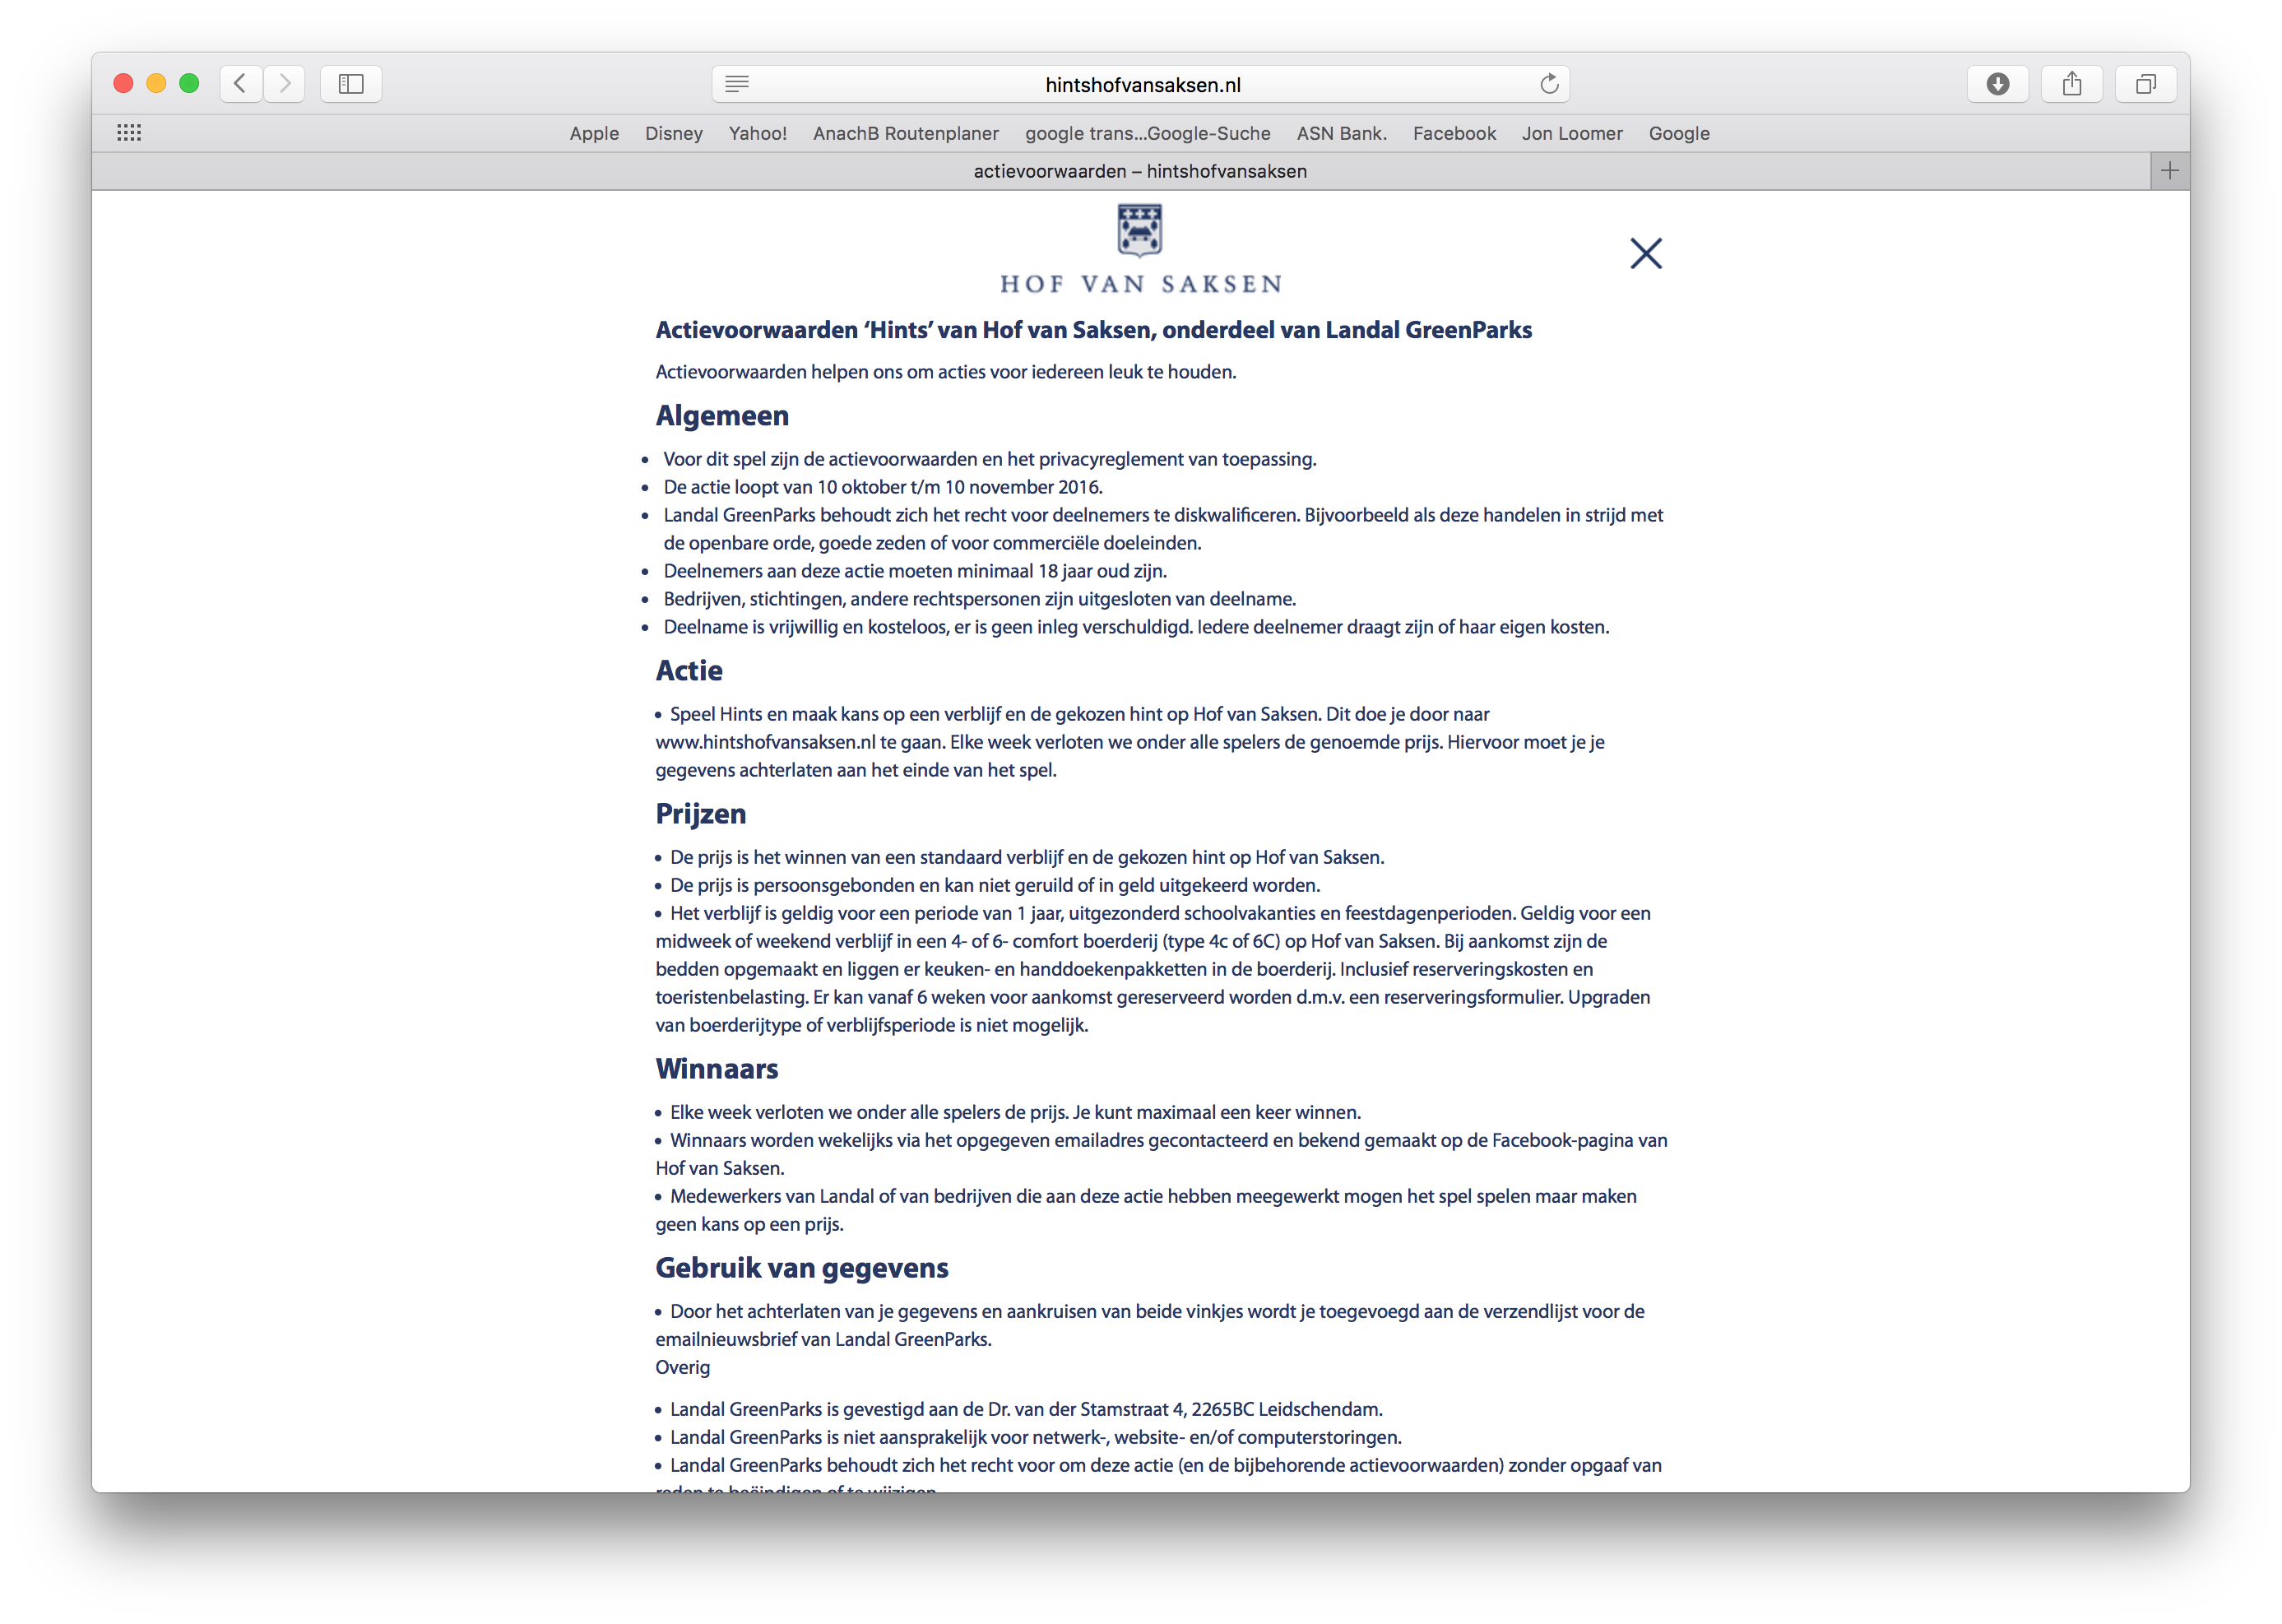 hintshofvansaksen.nl
Apple Disney Yahoo! AnachB Routenplaner google trans...Google-Suche ASN Bank. Facebook Jon Loomer Google
actievoorwaarden – hintshofvansaksen
HOF VAN SAKSEN
Actievoorwaarden ‘Hints’ van Hof van Saksen, onderdeel van Landal GreenParks
Actievoorwaarden helpen ons om acties voor iedereen leuk te houden.
Algemeen
• Voor dit spel zijn de actievoorwaarden en het privacyreglement van toepassing.
• De actie loopt van 10 oktober t/m 10 november 2016.
• Landal GreenParks behoudt zich het recht voor deelnemers te diskwalificeren. Bijvoorbeeld als deze handelen in strijd met
de openbare orde, goede zeden of voor commerciële doeleinden.
• Deelnemers aan deze actie moeten minimaal 18 jaar oud zijn.
• Bedrijven, stichtingen, andere rechtspersonen zijn uitgesloten van deelname.
• Deelname is vrijwillig en kosteloos, er is geen inleg verschuldigd. Iedere deelnemer draagt zijn of haar eigen kosten.
Actie
• Speel Hints en maak kans op een verblijf en de gekozen hint op Hof van Saksen. Dit doe je door naar
www.hintshofvansaksen.nl te gaan. Elke week verloten we onder alle spelers de genoemde prijs. Hiervoor moet je je
gegevens achterlaten aan het einde van het spel.
Prijzen
• De prijs is het winnen van een standaard verblijf en de gekozen hint op Hof van Saksen.
• De prijs is persoonsgebonden en kan niet geruild of in geld uitgekeerd worden.
• Het verblijf is geldig voor een periode van 1 jaar, uitgezonderd schoolvakanties en feestdagenperioden. Geldig voor een
midweek of weekend verblijf in een 4- of 6- comfort boerderij (type 4c of 6C) op Hof van Saksen. Bij aankomst zijn de
bedden opgemaakt en liggen er keuken- en handdoekenpakketten in de boerderij. Inclusief reserveringskosten en
toeristenbelasting. Er kan vanaf 6 weken voor aankomst gereserveerd worden d.m.v. een reserveringsformulier. Upgraden
van boerderijtype of verblijfsperiode is niet mogelijk.
Winnaars
• Elke week verloten we onder alle spelers de prijs. Je kunt maximaal een keer winnen.
• Winnaars worden wekelijks via het opgegeven emailadres gecontacteerd en bekend gemaakt op de Facebook-pagina van
Hof van Saksen.
• Medewerkers van Landal of van bedrijven die aan deze actie hebben meegewerkt mogen het spel spelen maar maken
geen kans op een prijs.
Gebruik van gegevens
• Door het achterlaten van je gegevens en aankruisen van beide vinkjes wordt je toegevoegd aan de verzendlijst voor de
emailnieuwsbrief van Landal GreenParks.
Overig
• Landal GreenParks is gevestigd aan de Dr. van der Stamstraat 4, 2265BC Leidschendam.
• Landal GreenParks is niet aansprakelijk voor netwerk-, website- en/of computerstoringen.
• Landal GreenParks behoudt zich het recht voor om deze actie (en de bijbehorende actievoorwaarden) zonder opgaaf van
reden te beëindigen of te wijzigen.